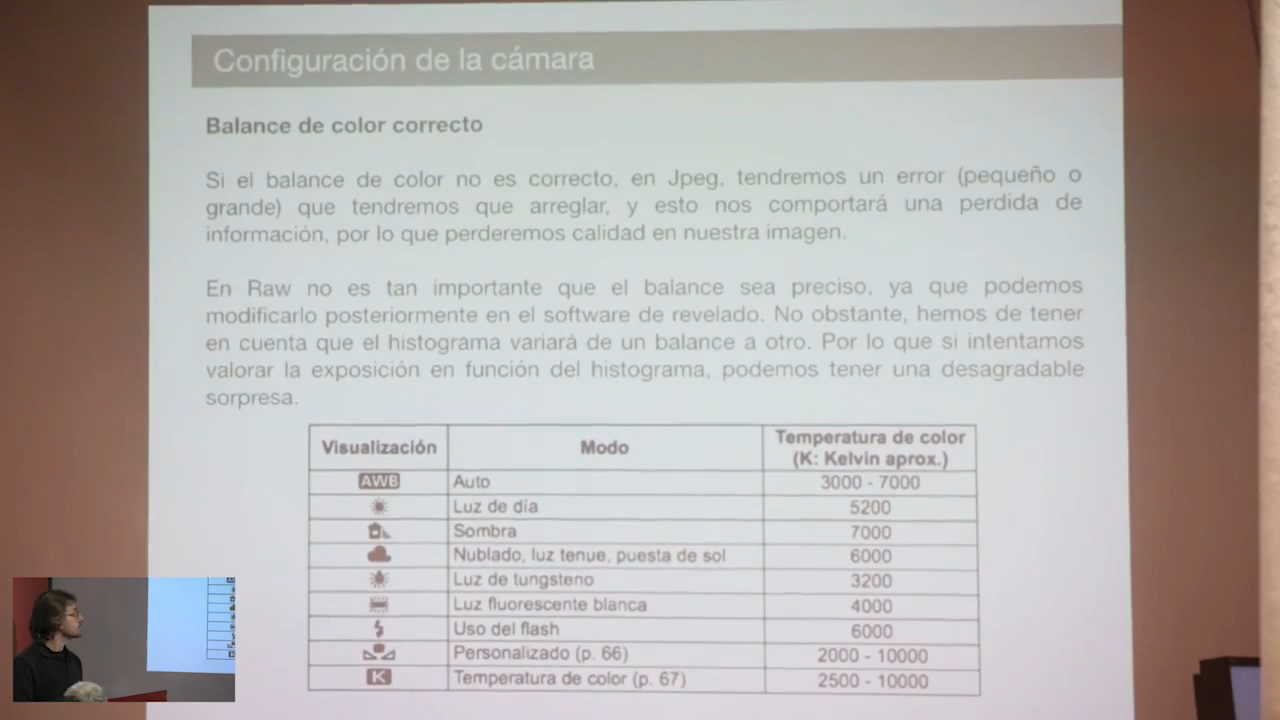 Configuración de la cámara
Balance de color correcto
Si el balance de color no es correcto, en Jpeg, tendremos un error (pequeño o
grande) que tendremos que arreglar, y esto nos comportará una perdida de
información, por lo que perderemos calidad en nuestra imagen.
En Raw no es tan importante que el balance sea preciso, ya que podemos
modificarlo posteriormente en el software de revelado. No obstante, hemos de tener
en cuenta que el histograma variará de un balance a otro. Por lo que si intentamos
valorar la exposición en función del histograma, podemos tener una desagradable
sorpresa.
Visualización Modo Temperatura de color
(K: Kelvin aprox.)
AWB Auto 3000 - 7000
Luz de día 5200
Sombra 7000
Nublado, luz tenue, puesta de sol 6000
Luz de tungsteno 3200
Luz fluorescente blanca 4000
Uso del flash 6000
Personalizado (p. 66) 2000 - 10000
K Temperatura de color (p. 67) 2500 - 10000